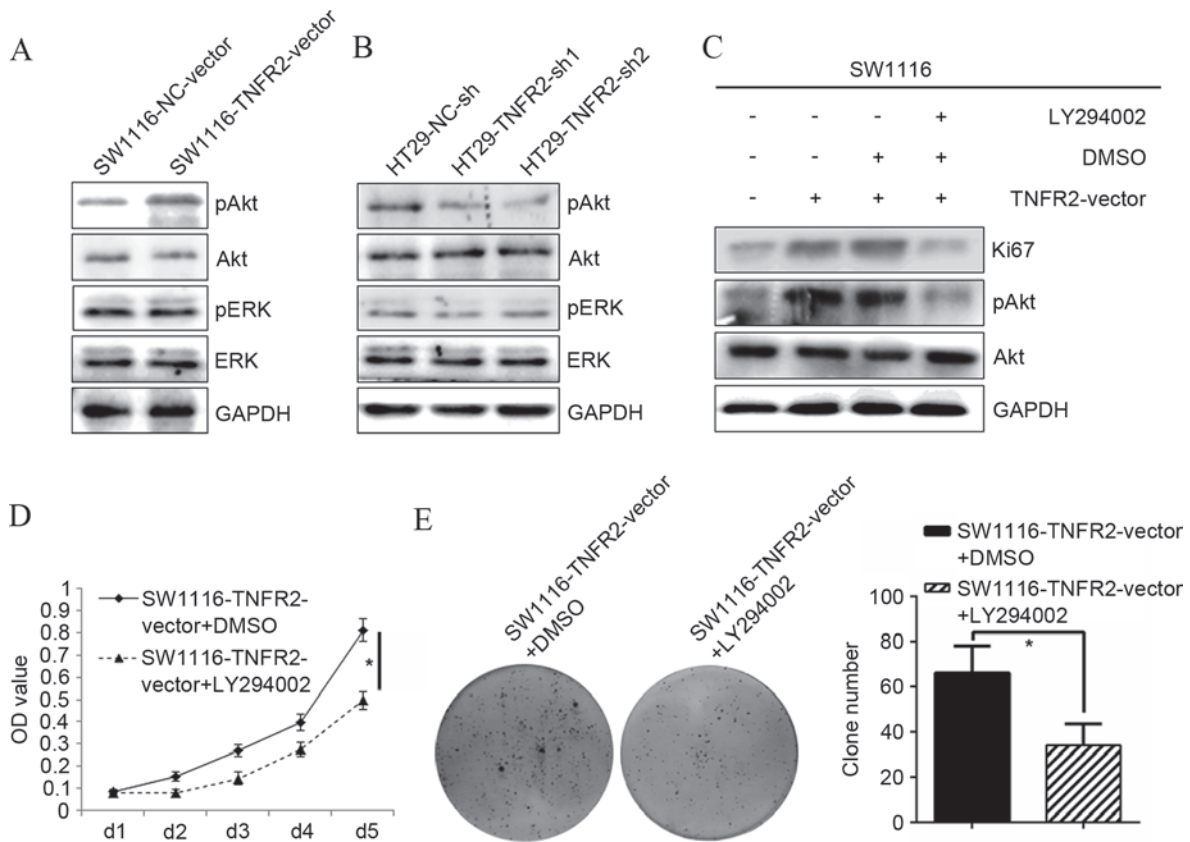 A
SW1116-NC-vector
SW1116-TNFR2-vector
pAkt
Akt
pERK
ERK
GAPDH
B
HT29-NC-sh
HT29-TNFR2-sh1
HT29-TNFR2-sh2
pAkt
Akt
pERK
ERK
GAPDH
C
SW1116
- - - + LY294002
- - + + DMSO
- + + + TNFR2-vector
Ki67
pAkt
Akt
GAPDH
D
OD value
1
0.9
0.8
0.7
0.6
0.5
0.4
0.3
0.2
0.1
0
SW1116-TNFR2-
vector+DMSO
SW1116-TNFR2-
vector+LY294002
*
d1 d2 d3 d4 d5
E
SW1116-TNFR2-vector
+DMSO
SW1116-TNFR2-vector
+LY294002
SW1116-TNFR2-vector
+DMSO
SW1116-TNFR2-vector
+LY294002
Clone number
100
80
60
40
20
0
*